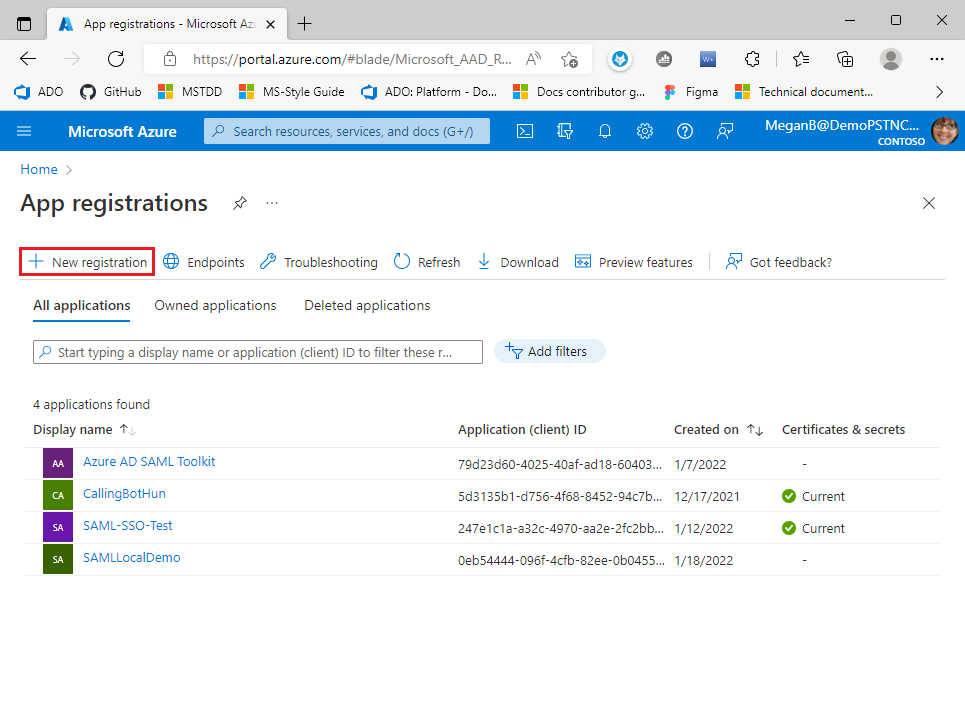 App registrations - Microsoft Az
https://portal.azure.com/#blade/Microsoft_AAD_R...
ADO GitHub MSTDD MS-Style Guide ADO: Platform - Do... Docs contributor g... Figma Technical document...
Microsoft Azure Search resources, services, and docs (G+/) MeganB@DemoPSTNC...
CONTOSO
Home
App registrations
New registration Endpoints Troubleshooting Refresh Download Preview features Got feedback?
All applications Owned applications Deleted applications
Start typing a display name or application (client) ID to filter these r... Add filters
4 applications found
Display name Application (client) ID Created on Certificates & secrets
AA Azure AD SAML Toolkit 79d23d60-4025-40af-ad18-60403... 1/7/2022 -
CA CallingBotHun 5d3135b1-d756-4f68-8452-94c7b... 12/17/2021 Current
SA SAML-SSO-Test 247e1c1a-a32c-4970-aa2e-2fc2bb... 1/12/2022 Current
SA SAMLLocalDemo 0eb54444-096f-4cfb-82ee-0b0455... 1/18/2022 -